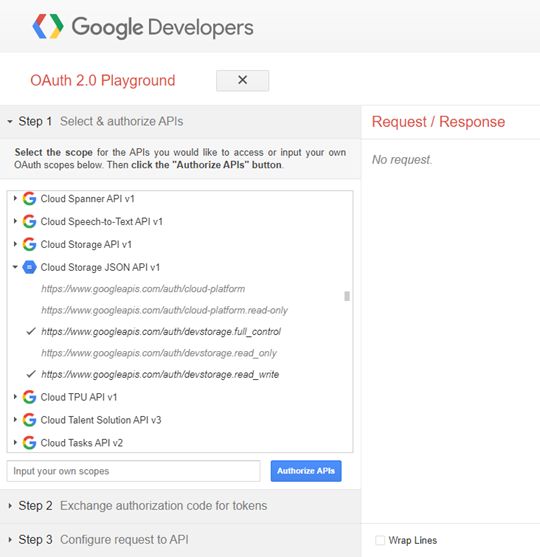 Google Developers
OAuth 2.0 Playground
Step 1 Select & authorize APIs
Select the scope for the APIs you would like to access or input your own
OAuth scopes below. Then click the "Authorize APIs" button.
Cloud Spanner API v1
Cloud Speech-to-Text API v1
Cloud Storage API v1
Cloud Storage JSON API v1
https://www.googleapis.com/auth/cloud-platform
https://www.googleapis.com/auth/cloud-platform.read-only
https://www.googleapis.com/auth/devstorage.full_control
https://www.googleapis.com/auth/devstorage.read_only
https://www.googleapis.com/auth/devstorage.read_write
Cloud TPU API v1
Cloud Talent Solution API v3
Cloud Tasks API v2
Input your own scopes
Authorize APIs
Step 2 Exchange authorization code for tokens
Step 3 Configure request to API
Request / Response
No request.
Wrap Lines